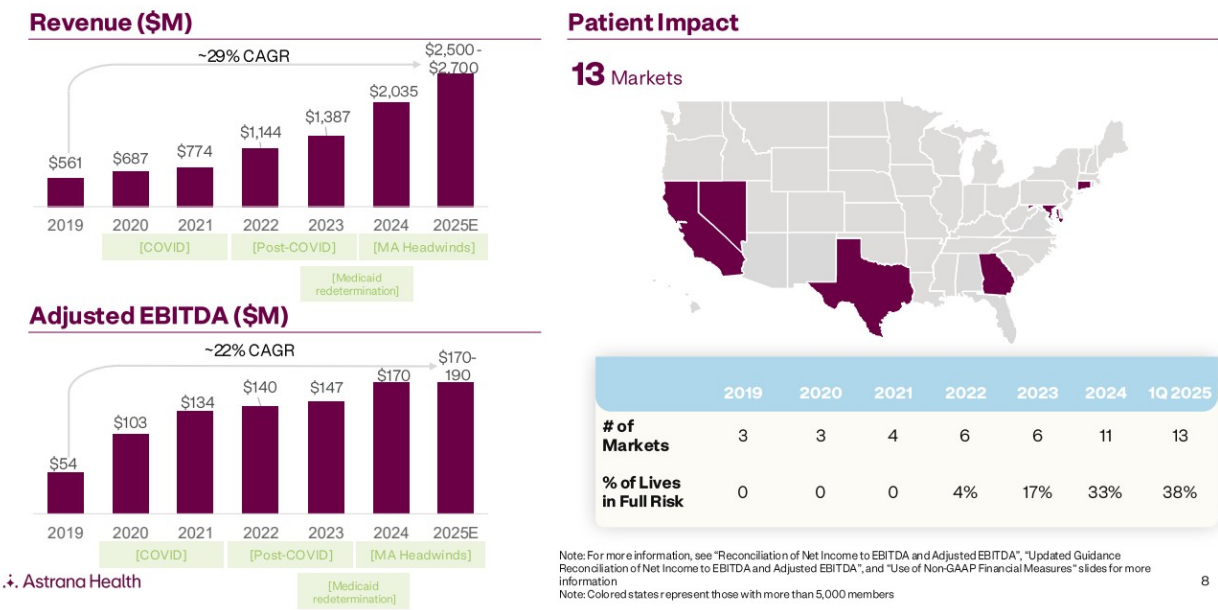 Revenue ($M)
~29% CAGR
$561
$687
$774
$1,144
$1,387
$2,035
$2,500-
$2,700
2019 2020 2021 2022 2023 2024 2025E
[COVID] [Post-COVID] [MA Headwinds]
[Medicaid
redetermination]
Adjusted EBITDA ($M)
~22% CAGR
$54
$103
$134
$140
$147
$170
$170-
190
2019 2020 2021 2022 2023 2024 2025E
[COVID] [Post-COVID] [MA Headwinds]
[Medicaid
redetermination]
Astrana Health
Patient Impact
13 Markets
2019 2020 2021 2022 2023 2024 1Q 2025
# of
Markets
3 3 4 6 6 11 13
% of Lives
in Full Risk
0 0 0 4% 17% 33% 38%
Note: For more information, see “Reconciliation of Net Income to EBITDA and Adjusted EBITDA”, “Updated Guidance
Reconciliation of Net Income to EBITDA and Adjusted EBITDA”, and “Use of Non-GAAP Financial Measures“ slides for more
information
Note: Colored states represent those with more than 5,000 members
8